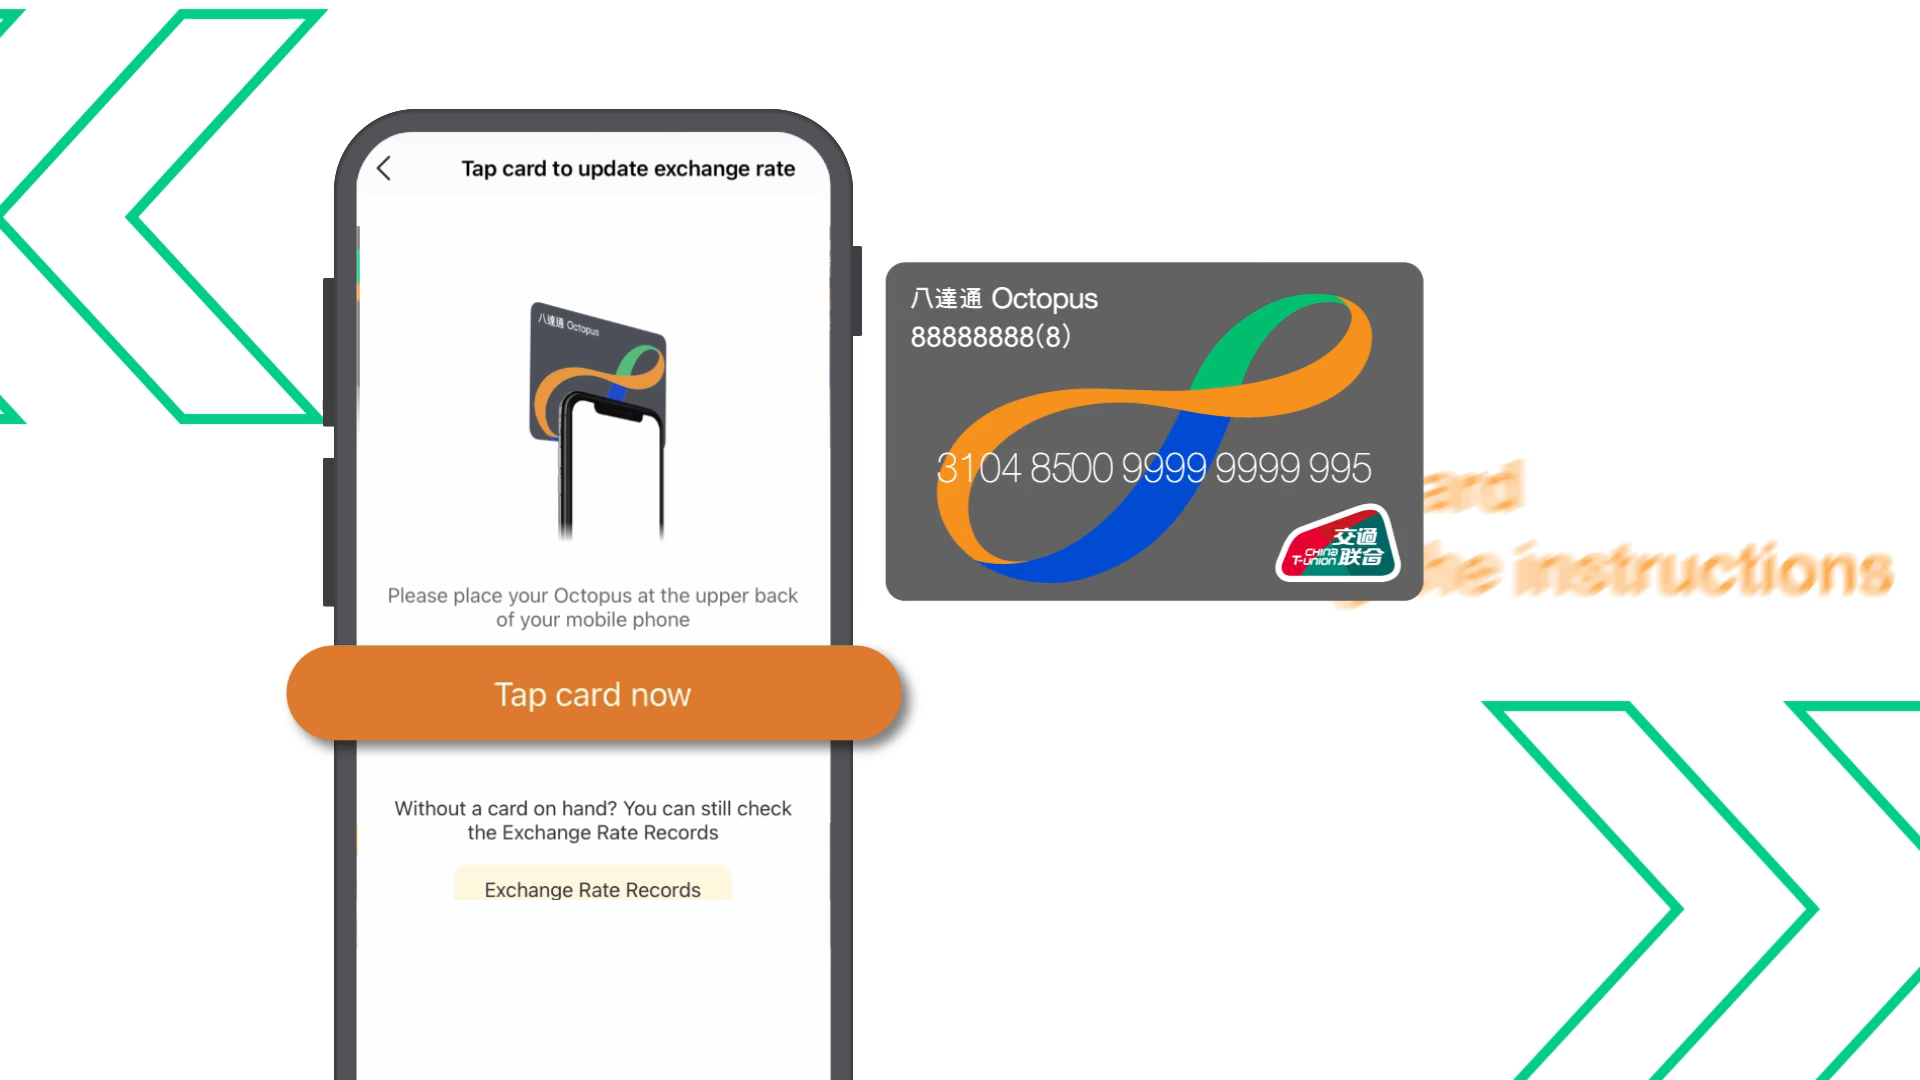 Tap card to update exchange rate
八達通 Octopus
Please place your Octopus at the upper back
of your mobile phone
Tap card now
Without a card on hand? You can still check
the Exchange Rate Records
Exchange Rate Records
八達通 Octopus
88888888(8)
3104 8500 9999 9999 995
交通
联合
CHINA
T-UNION
ard
he instructions